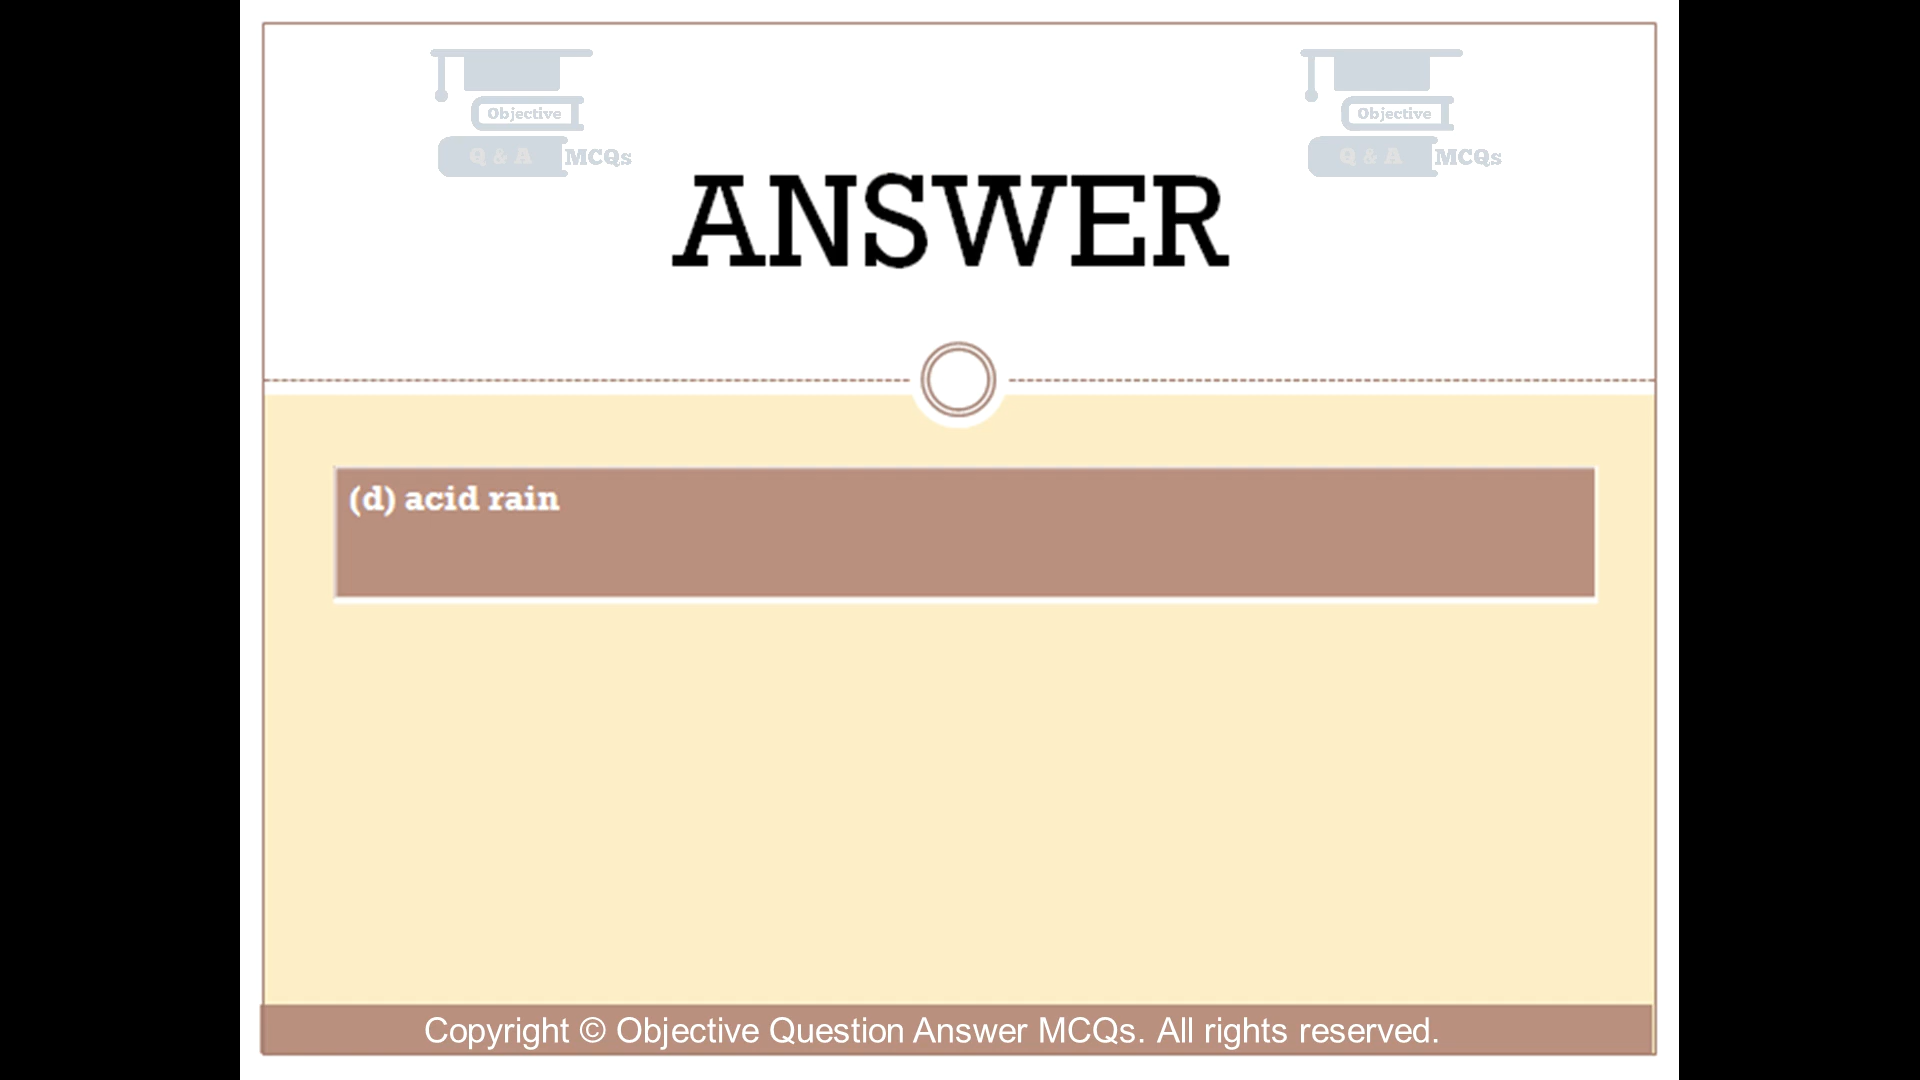 Objective
Q & A MCQs
Objective
Q & A MCQs
ANSWER
(d) acid rain
Copyright © Objective Question Answer MCQs. All rights reserved.